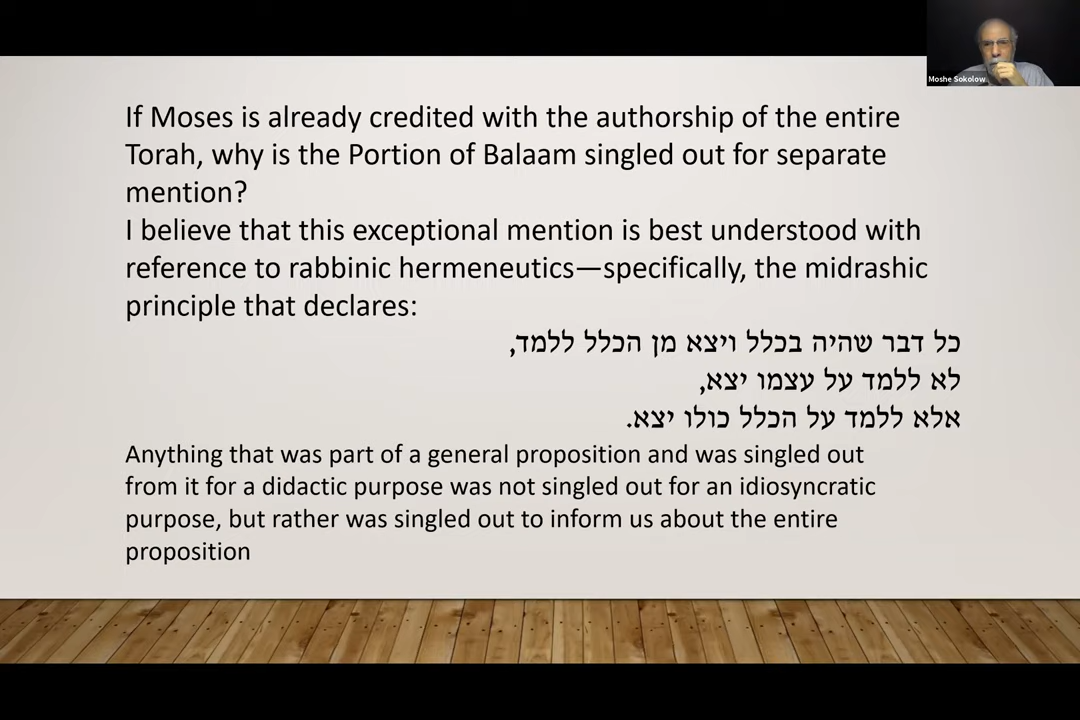 Moshe Sokolow
If Moses is already credited with the authorship of the entire
Torah, why is the Portion of Balaam singled out for separate
mention?
I believe that this exceptional mention is best understood with
reference to rabbinic hermeneutics—specifically, the midrashic
principle that declares:
כל דבר שהיה בכלל ויצא מן הכלל ללמד,
לא ללמד על עצמו יצא,
אלא ללמד על הכלל כולו יצא.
Anything that was part of a general proposition and was singled out
from it for a didactic purpose was not singled out for an idiosyncratic
purpose, but rather was singled out to inform us about the entire
proposition